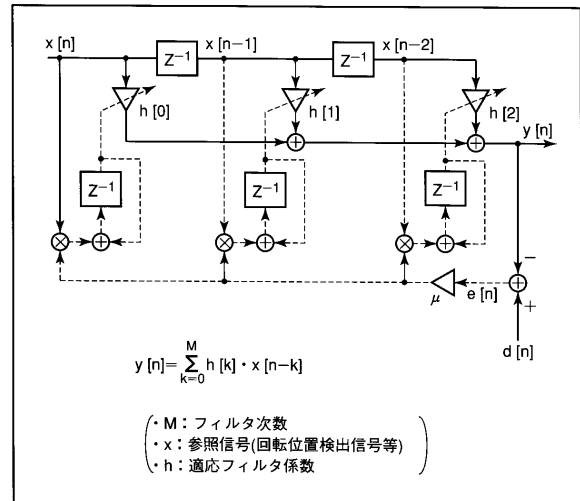 x [n]
Z⁻¹
x [n−1]
Z⁻¹
x [n−2]
h [0]
h [1]
h [2]
y [n]
Z⁻¹
Z⁻¹
Z⁻¹
−
μ
e [n]
+
d [n]
y [n]= M Σ k=0 h [k]・x [n−k]
・M：フィルタ次数
・x：参照信号(回転位置検出信号等)
・h：適応フィルタ係数